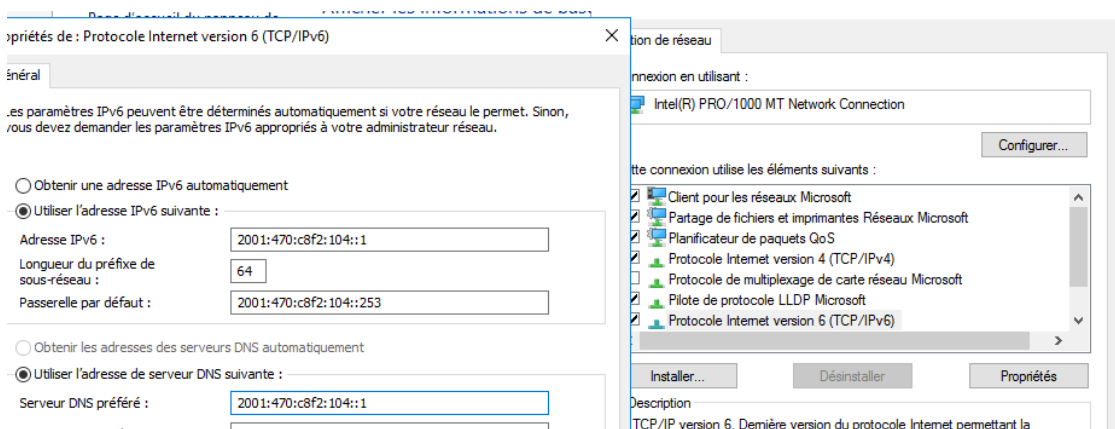 opriétés de : Protocole Internet version 6 (TCP/IPv6)
énéral
Les paramètres IPv6 peuvent être déterminés automatiquement si votre réseau le permet. Sinon,
vous devez demander les paramètres IPv6 appropriés à votre administrateur réseau.
Obtenir une adresse IPv6 automatiquement
Utiliser l'adresse IPv6 suivante :
Adresse IPv6 :
2001:470:c8f2:104::1
Longueur du préfixe de
sous-réseau :
64
Passerelle par défaut :
2001:470:c8f2:104::253
Obtenir les adresses des serveurs DNS automatiquement
Utiliser l'adresse de serveur DNS suivante :
Serveur DNS préféré :
2001:470:c8f2:104::1
tion de réseau
nnexion en utilisant :
Intel(R) PRO/1000 MT Network Connection
Configurer...
tte connexion utilise les éléments suivants :
Client pour les réseaux Microsoft
Partage de fichiers et imprimantes Réseaux Microsoft
Planificateur de paquets QoS
Protocole Internet version 4 (TCP/IPv4)
Protocole de multiplexage de carte réseau Microsoft
Pilote de protocole LLDP Microsoft
Protocole Internet version 6 (TCP/IPv6)
Installer...
Désinstaller
Propriétés
Description
TCP/IP version 6. Dernière version du protocole Internet permettant la